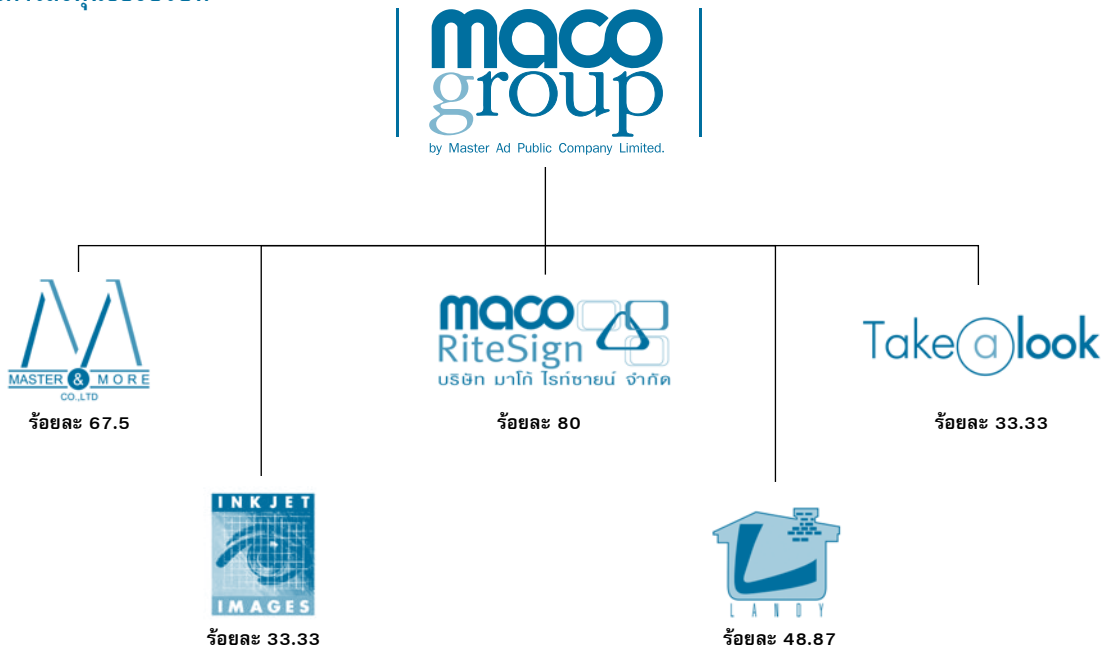 maco
group
by Master Ad Public Company Limited.
MASTER & MORE
CO.,LTD
ร้อยละ 67.5
maco
RiteSign
บริษัท มาโก้ ไรท์ซายน์ จำกัด
ร้อยละ 80
Take a look
ร้อยละ 33.33
INKJET
IMAGES
ร้อยละ 33.33
LANDY
ร้อยละ 48.87